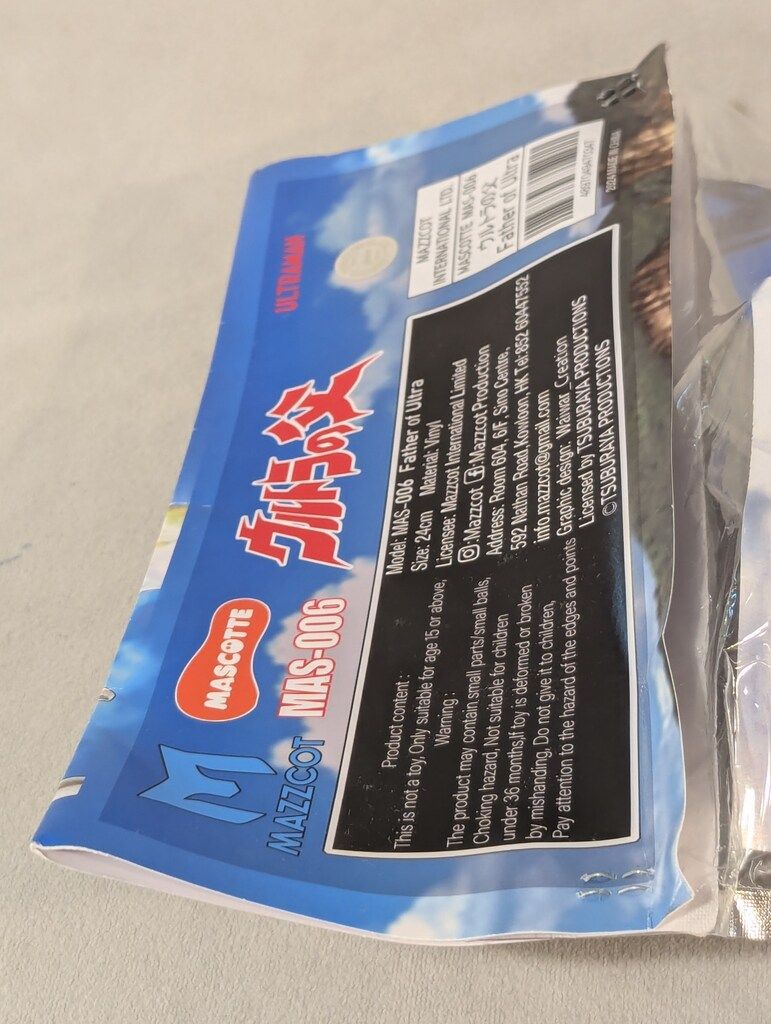 MAZZCOT
MASCOTTE
MAS-006
ウルトラの父
ULTRAMAN
Product content :
This is not a toy, Only suitable for age 15 or above,
Warning :
The product may contain small parts/small balls,
Choking hazard, Not suitable for children
under 36 months,If toy is deformed or broken
by mishanding, Do not give it to children,
Pay attention to the hazard of the edges and points
Model: MAS-006 Father of Ultra
Size: 24cm Material: Vinyl
Licensee: Mazzcot International Limited
:Mazzcot :Mazzcot Production
Address: Room 604, 6/F, Sino Centre,
592 Nathan Road,Kowloon, HK Tel:852 60447552
info.mazzcot@gmail.com
Graphic design: Waiwar_Creation
Licensed by TSUBURAYA PRODUCTIONS
©TSUBURAYA PRODUCTIONS
MAZZCOT
INTERNATIONAL LTD.
MASCOTTE MAS-006
ウルトラの父
Father of Ultra
2024 MADE IN CHINA